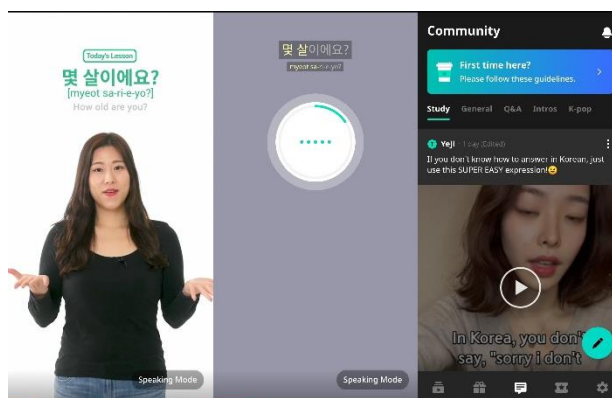 Today's Lesson
몇 살이에요?
[myeot sa-ri-e-yo?]
How old are you?
Speaking Mode
몇 살이에요?
myeot sa-ri-e-yo?
Speaking Mode
Community
First time here?
Please follow these guidelines.
Study General Q&A Intros K-pop
YeJi · 1 day (Edited)
If you don't know how to answer in Korean, just
use this SUPER EASY expression!😉
In Korea, you don't
say, "sorry i don't